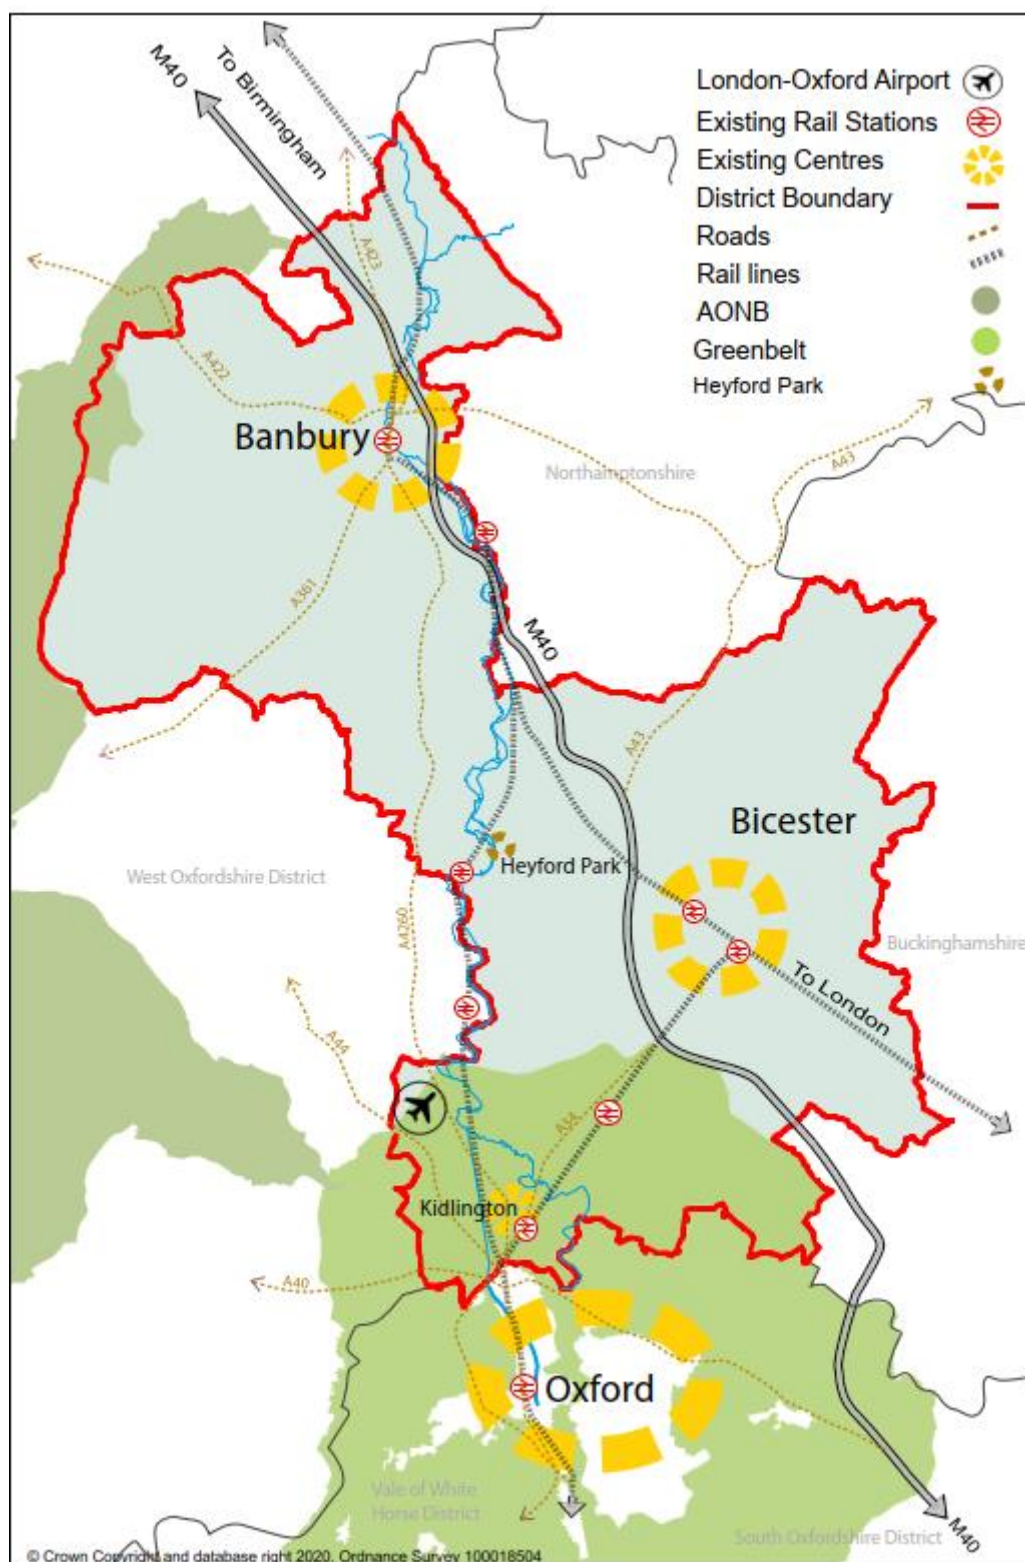 M40
To Birmingham
London-Oxford Airport
Existing Rail Stations
Existing Centres
District Boundary
Roads
Rail lines
AONB
Greenbelt
Heyford Park
A423
A422
Banbury
Northamptonshire
A43
A361
M40
A43
Bicester
West Oxfordshire District
Heyford Park
A4260
Buckinghamshire
To London
A44
A34
Kidlington
A40
Oxford
Vale of White
Horse District
South Oxfordshire District
M40
© Crown Copyright and database right 2020. Ordnance Survey 100018504